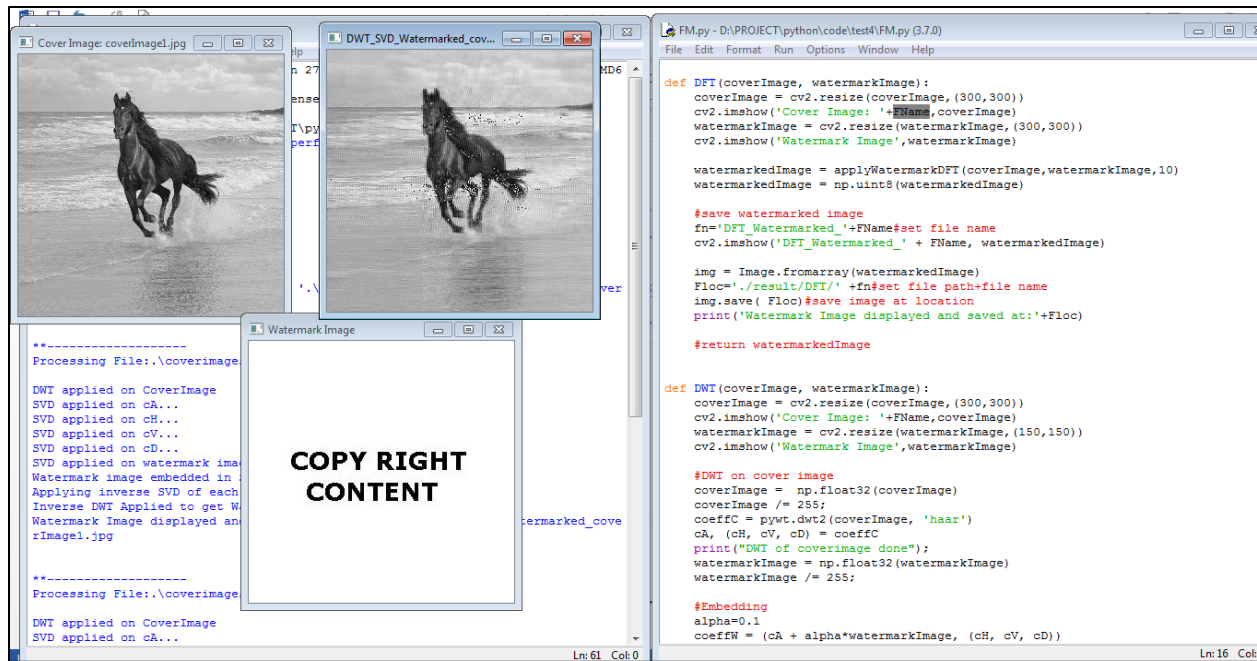 Cover Image: coverImage1.jpg
DWT_SVD_Watermarked_cov...
**-------------------
Processing File:.\coverimage
DWT applied on CoverImage
SVD applied on cA...
SVD applied on cH...
SVD applied on cV...
SVD applied on cD...
SVD applied on watermark
Watermark image embedded in
Applying inverse SVD of each
Inverse DWT Applied to get
Watermark Image displayed
rImage1.jpg
**-------------------
Processing File:.\coverimage
DWT applied on CoverImage
SVD applied on cA...
Ln: 61 Col: 0
Watermark Image
COPY RIGHT
CONTENT
FM.py - D:\PROJECT\python\code\test4\FM.py (3.7.0)
File Edit Format Run Options Window Help
def DFT(coverImage, watermarkImage):
coverImage = cv2.resize(coverImage,(300,300))
cv2.imshow('Cover Image: '+FName,coverImage)
watermarkImage = cv2.resize(watermarkImage,(300,300))
cv2.imshow('Watermark Image',watermarkImage)
watermarkedImage = applyWatermarkDFT(coverImage,watermarkImage,10)
watermarkedImage = np.uint8(watermarkedImage)
#save watermarked image
fn='DFT_Watermarked_'+FName#set file name
cv2.imshow('DFT_Watermarked_' + FName, watermarkedImage)
img = Image.fromarray(watermarkedImage)
Floc='./result/DFT/' +fn#set file path+file name
img.save( Floc)#save image at location
print('Watermark Image displayed and saved at:'+Floc)
#return watermarkedImage
def DWT(coverImage, watermarkImage):
coverImage = cv2.resize(coverImage,(300,300))
cv2.imshow('Cover Image: '+FName,coverImage)
watermarkImage = cv2.resize(watermarkImage,(150,150))
cv2.imshow('Watermark Image',watermarkImage)
#DWT on cover image
coverImage =  np.float32(coverImage)
coverImage /= 255;
coeffC = pywt.dwt2(coverImage, 'haar')
cA, (cH, cV, cD) = coeffC
print("DWT of coverimage done");
watermarkImage = np.float32(watermarkImage)
watermarkImage /= 255;
#Embedding
alpha=0.1
coeffW = (cA + alpha*watermarkImage, (cH, cV, cD))
Ln: 16 Col: